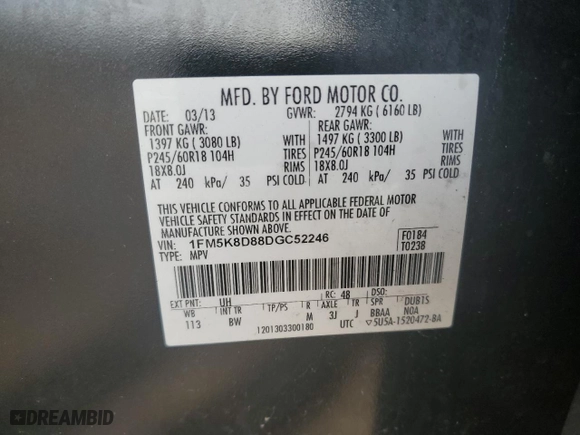 MFD. BY FORD MOTOR CO.
DATE: 03/13 GVWR: 2794 KG ( 6160 LB)
FRONT GAWR: REAR GAWR:
1397 KG ( 3080 LB) WITH 1497 KG ( 3300 LB) WITH
P245/60R18 104H TIRES P245/60R18 104H TIRES
18X8.0J RIMS 18X8.0J RIMS
AT 240 kPa/ 35 PSI COLD AT 240 kPa/ 35 PSI COLD
THIS VEHICLE CONFORMS TO ALL APPLICABLE FEDERAL MOTOR
VEHICLE SAFETY STANDARDS IN EFFECT ON THE DATE OF MANUFACTURE
SHOWN ABOVE.
VIN: 1FM5K8D88DGC52246 F0184
TYPE: MPV T0238
EXT PNT: UH RC: 48 DSO:
WB INT TR TP/PS R AXLE TR SPR
113 BW M 3J J BBAA NOA
1201303300180 UTC ▽5U5A-1520472-BA
DREAMBID